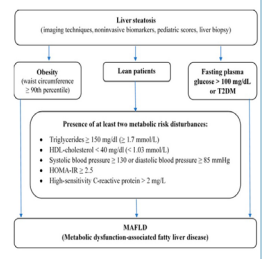 Liver steatosis
(imaging techniques, noninvasive biomarkers, pediatric scores, liver biopsy)
Obesity
(waist circumference
≥ 90th percentile)
Lean patients
Fasting plasma
glucose > 100 mg/dL
or T2DM
Presence of at least two metabolic risk disturbances:
• Triglycerides ≥ 150 mg/dl (≥ 1.7 mmol/L)
• HDL-cholesterol < 40 mg/dl (< 1.03 mmol/L)
• Systolic blood pressure ≥ 130 or diastolic blood pressure ≥ 85 mmHg
• HOMA-IR ≥ 2.5
• High-sensitivity C-reactive protein > 2 mg/L
MAFLD
(Metabolic dysfunction-associated fatty liver disease)